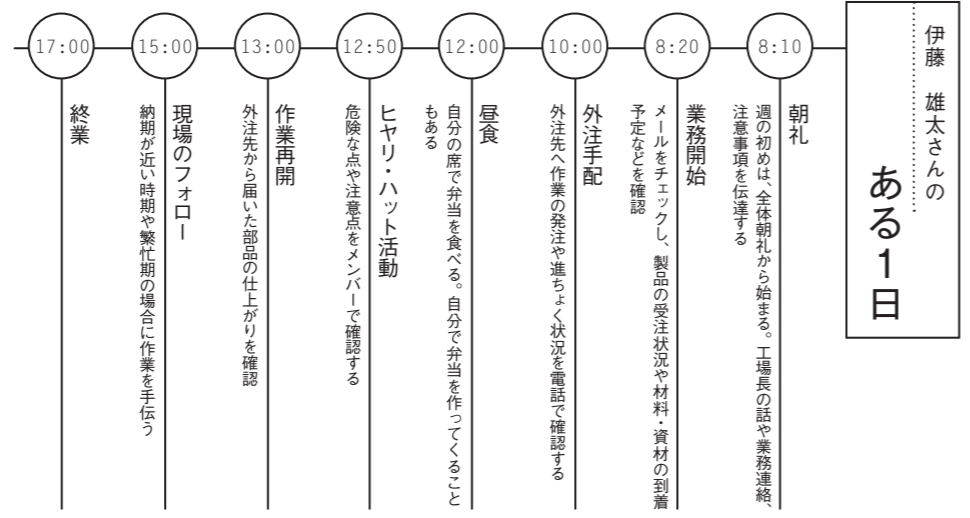 伊藤　雄太さんの
ある1日
8:10
朝礼
週の初めは、全体朝礼から始まる。工場長の話や業務連絡、
注意事項を伝達する
8:20
業務開始
メールをチェックし、製品の受注状況や材料・資材の到着
予定などを確認
10:00
外注手配
外注先へ作業の発注や進ちょく状況を電話で確認する
12:00
昼食
自分の席で弁当を食べる。自分で弁当を作ってくること
もある
12:50
ヒヤリ・ハット活動
危険な点や注意点をメンバーで確認する
13:00
作業再開
外注先から届いた部品の仕上がりを確認
15:00
現場のフォロー
納期が近い時期や繁忙期の場合に作業を手伝う
17:00
終業